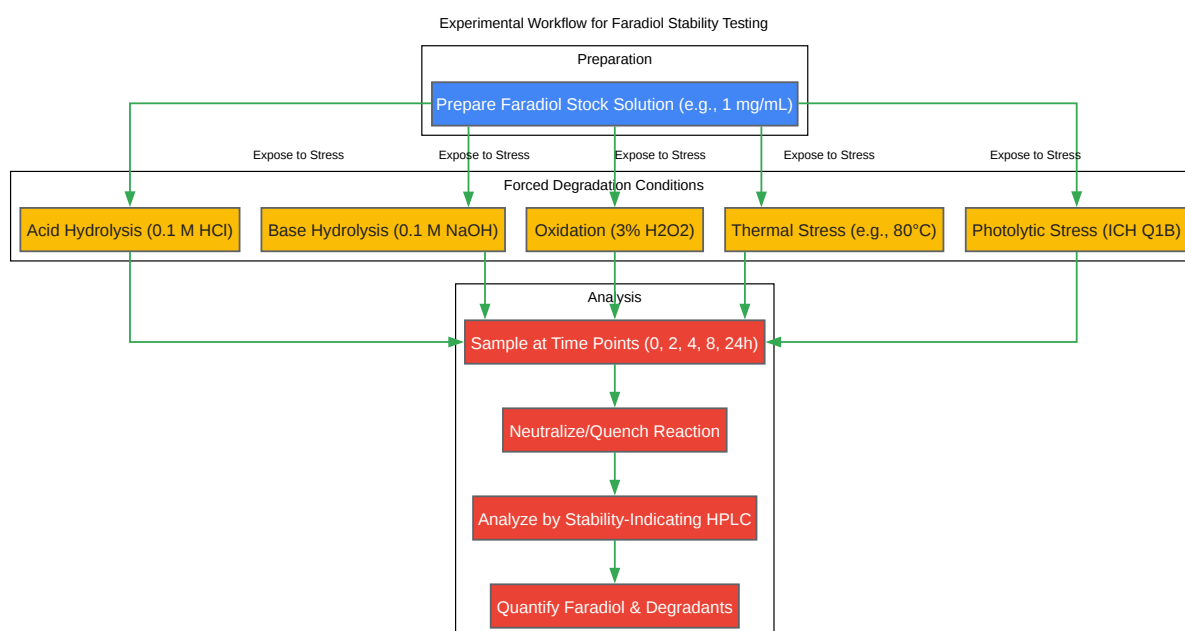 Experimental Workflow for Faradiol Stability Testing
Preparation
Prepare Faradiol Stock Solution (e.g., 1 mg/mL)
Expose to Stress
Expose to Stress
Expose to Stress
Expose to Stress
Expose to Stress
Forced Degradation Conditions
Acid Hydrolysis (0.1 M HCl)
Base Hydrolysis (0.1 M NaOH)
Oxidation (3% H2O2)
Thermal Stress (e.g., 80°C)
Photolytic Stress (ICH Q1B)
Analysis
Sample at Time Points (0, 2, 4, 8, 24h)
Neutralize/Quench Reaction
Analyze by Stability-Indicating HPLC
Quantify Faradiol & Degradants